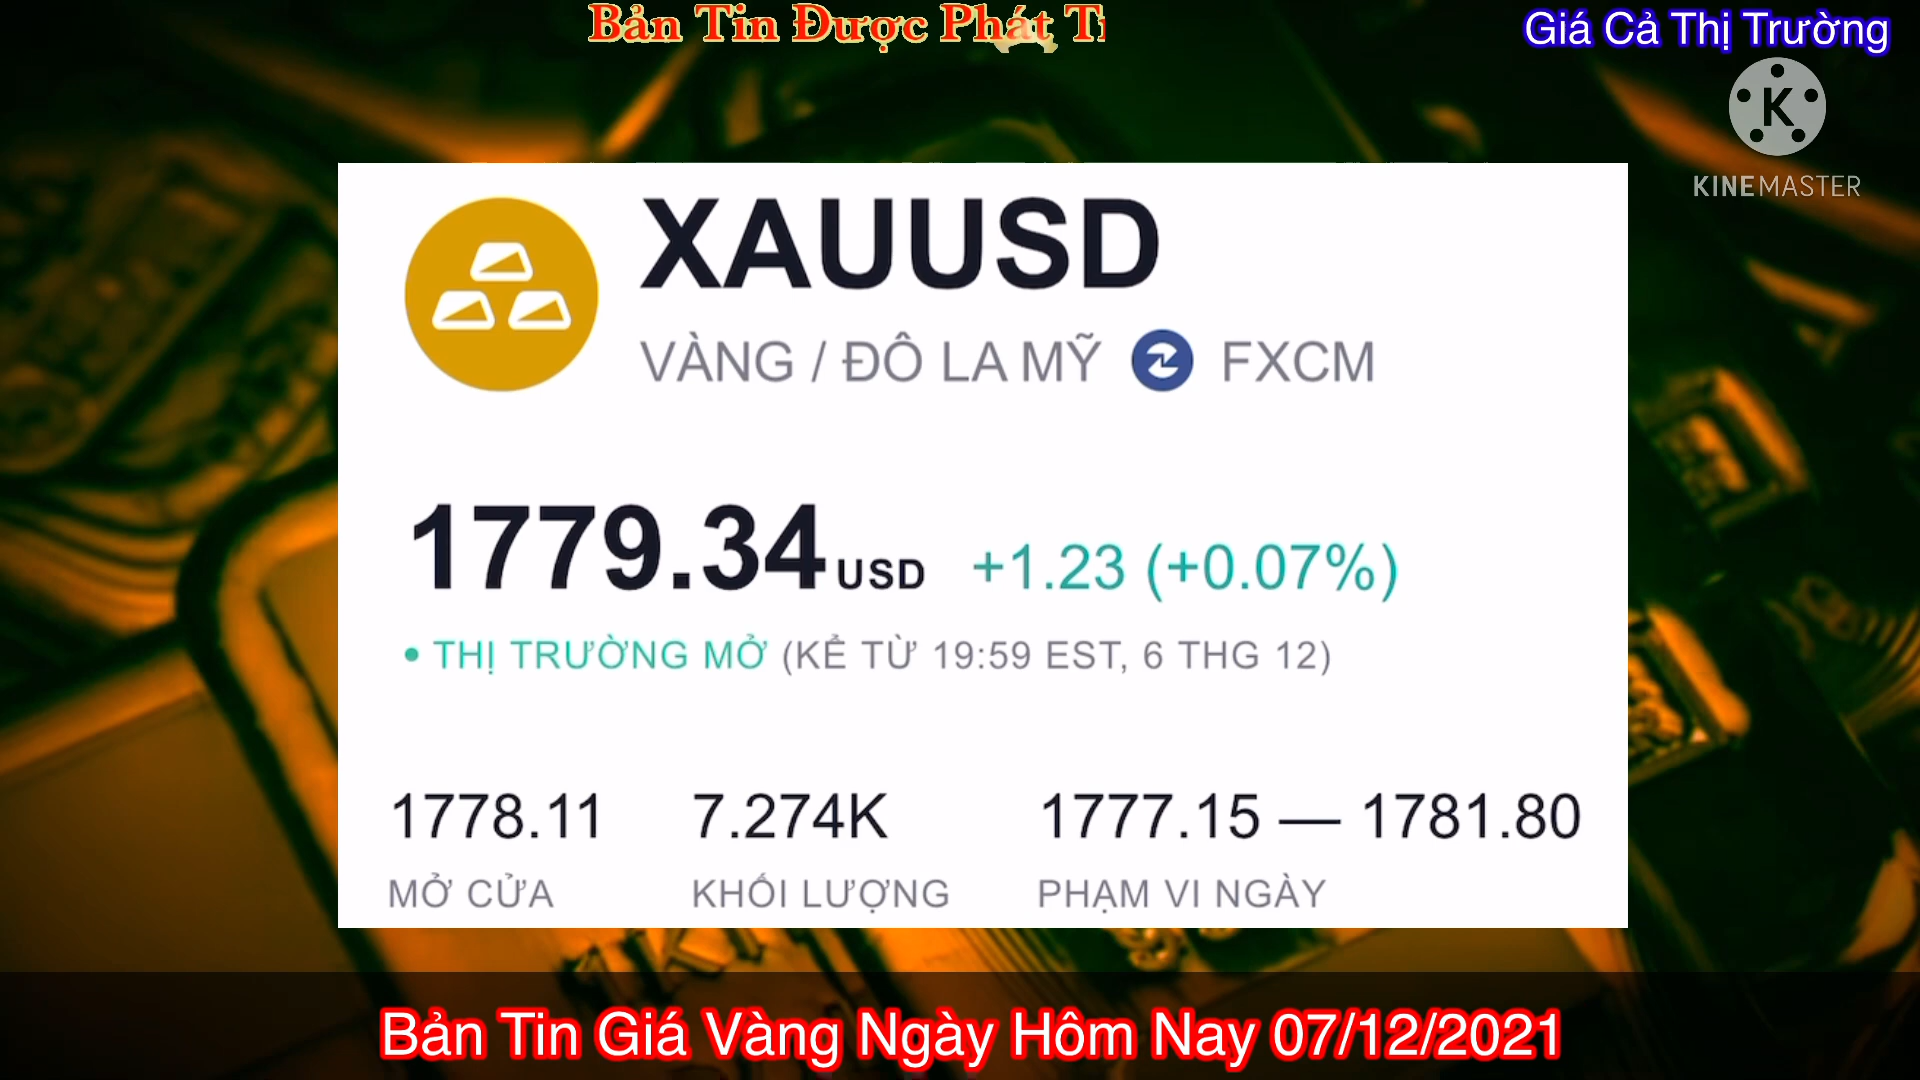 Bản Tin Được Phát
Giá Cả Thị Trường
K
KINEMASTER
XAUUSD
VÀNG / ĐÔ LA MỸ FXCM
1779.34 USD +1.23 (+0.07%)
• THỊ TRƯỜNG MỞ (KỂ TỪ 19:59 EST, 6 THG 12)
1778.11 7.274K 1777.15 — 1781.80
MỞ CỬA KHỐI LƯỢNG PHẠM VI NGÀY
Bản Tin Giá Vàng Ngày Hôm Nay 07/12/2021